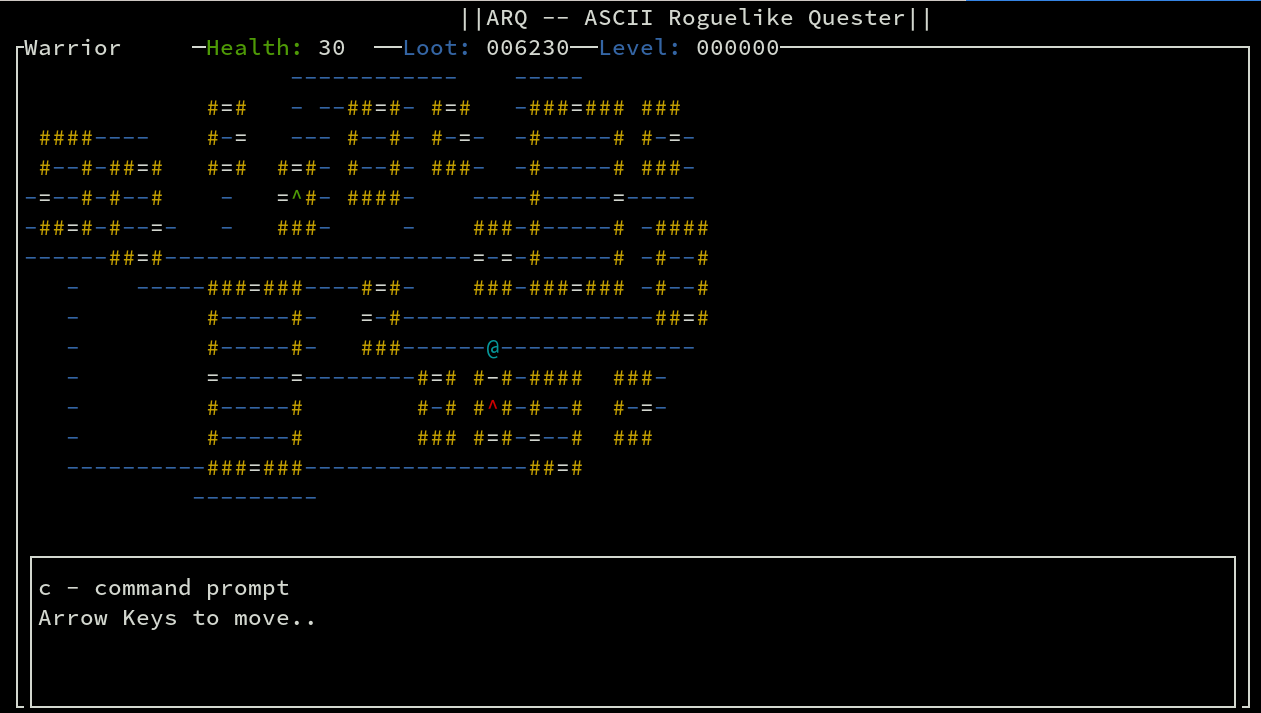 ||ARQ -- ASCII Roguelike Quester||
Warrior Health: 30 Loot: 006230 Level: 000000
                   ------------    -----
             #=#   - --##=#- #=#   -###=### ###
 ####----    #-=   --- #--#- #-=-  -#-----# #-=-
 #--#-##=#   #=#  #=#- #--#- ###-  -#-----# ###-
-=--#-#--#    -   =^#- ####-    ----#-----=-----
-##=#-#--=-   -   ###-     -    ###-#-----# -####
------##=#----------------------=-=-#-----# -#--#
   -    -----###=###----#=#-    ###-###=### -#--#
   -         #-----#-   =-#------------------##=#
   -         #-----#-   ###------@--------------
   -         =-----=--------#=# #-#-####  ###-
   -         #-----#        #-# #^#-#--#  #-=-
   -         #-----#        ### #=#-=--#  ###
   ----------###=###----------------##=#
            ---------
c - command prompt
Arrow Keys to move..